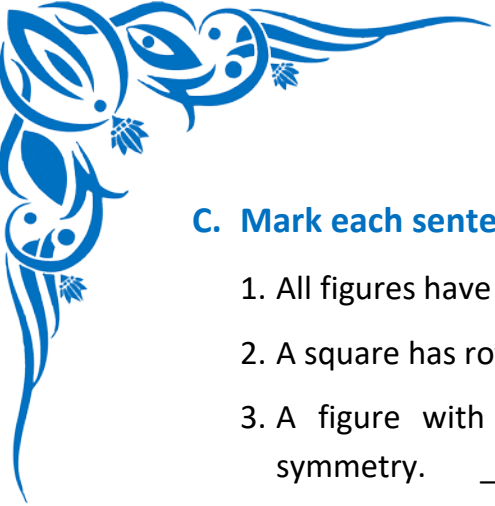 C. Mark each sente
1. All figures have
2. A square has ro
3. A figure with
symmetry. _